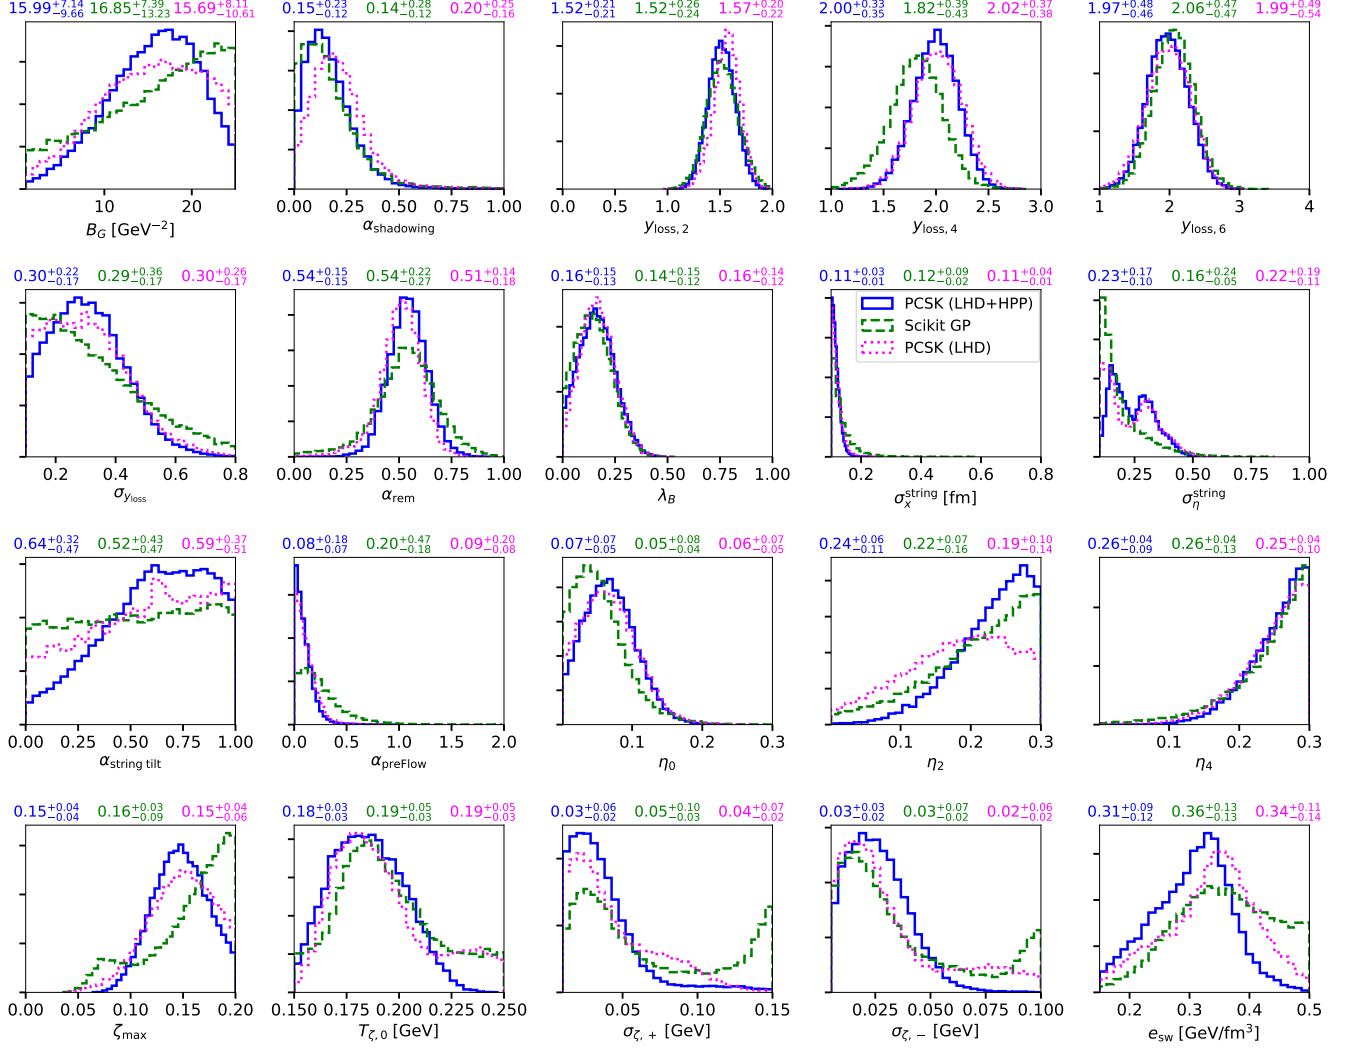 15.99^{+7.14}_{-9.66} 16.85^{+7.39}_{-13.23} 15.69^{+8.11}_{-10.61}
0.15^{+0.23}_{-0.12} 0.14^{+0.28}_{-0.12} 0.20^{+0.25}_{-0.16}
1.52^{+0.21}_{-0.21} 1.52^{+0.26}_{-0.24} 1.57^{+0.20}_{-0.22}
2.00^{+0.33}_{-0.35} 1.82^{+0.39}_{-0.43} 2.02^{+0.37}_{-0.38}
1.97^{+0.48}_{-0.46} 2.06^{+0.47}_{-0.47} 1.99^{+0.49}_{-0.54}
10 20
0.00 0.25 0.50 0.75 1.00
0.0 0.5 1.0 1.5 2.0
1.0 1.5 2.0 2.5 3.0
1 2 3 4
B_G [GeV^{-2}]
α_{shadowing}
y_{loss, 2}
y_{loss, 4}
y_{loss, 6}
0.30^{+0.22}_{-0.17} 0.29^{+0.36}_{-0.17} 0.30^{+0.26}_{-0.17}
0.54^{+0.15}_{-0.15} 0.54^{+0.22}_{-0.27} 0.51^{+0.14}_{-0.18}
0.16^{+0.15}_{-0.13} 0.14^{+0.15}_{-0.12} 0.16^{+0.14}_{-0.12}
0.11^{+0.03}_{-0.01} 0.12^{+0.09}_{-0.02} 0.11^{+0.04}_{-0.01}
0.23^{+0.17}_{-0.10} 0.16^{+0.24}_{-0.05} 0.22^{+0.19}_{-0.11}
PCSK (LHD+HPP)
Scikit GP
PCSK (LHD)
0.2 0.4 0.6 0.8
0.00 0.25 0.50 0.75 1.00
0.00 0.25 0.50 0.75 1.00
0.2 0.4 0.6 0.8
0.25 0.50 0.75 1.00
σ_{y_{loss}}
α_{rem}
λ_B
σ_x^{string} [fm]
σ_η^{string}
0.64^{+0.32}_{-0.47} 0.52^{+0.43}_{-0.47} 0.59^{+0.37}_{-0.51}
0.08^{+0.18}_{-0.07} 0.20^{+0.47}_{-0.18} 0.09^{+0.20}_{-0.08}
0.07^{+0.07}_{-0.05} 0.05^{+0.08}_{-0.04} 0.06^{+0.07}_{-0.05}
0.24^{+0.06}_{-0.11} 0.22^{+0.07}_{-0.16} 0.19^{+0.10}_{-0.14}
0.26^{+0.04}_{-0.09} 0.26^{+0.04}_{-0.13} 0.25^{+0.04}_{-0.10}
0.00 0.25 0.50 0.75 1.00
0.0 0.5 1.0 1.5 2.0
0.1 0.2 0.3
0.1 0.2 0.3
0.1 0.2 0.3
α_{string tilt}
α_{preFlow}
η_0
η_2
η_4
0.15^{+0.04}_{-0.04} 0.16^{+0.03}_{-0.09} 0.15^{+0.04}_{-0.06}
0.18^{+0.03}_{-0.03} 0.19^{+0.05}_{-0.03} 0.19^{+0.05}_{-0.03}
0.03^{+0.06}_{-0.02} 0.05^{+0.10}_{-0.03} 0.04^{+0.07}_{-0.02}
0.03^{+0.03}_{-0.02} 0.03^{+0.07}_{-0.02} 0.02^{+0.06}_{-0.02}
0.31^{+0.09}_{-0.12} 0.36^{+0.13}_{-0.13} 0.34^{+0.11}_{-0.14}
0.00 0.05 0.10 0.15 0.20
0.150 0.175 0.200 0.225 0.250
0.05 0.10 0.15
0.025 0.050 0.075 0.100
0.2 0.3 0.4 0.5
ζ_{max}
T_{ζ, 0} [GeV]
σ_{ζ, +} [GeV]
σ_{ζ, −} [GeV]
e_{sw} [GeV/fm^3]